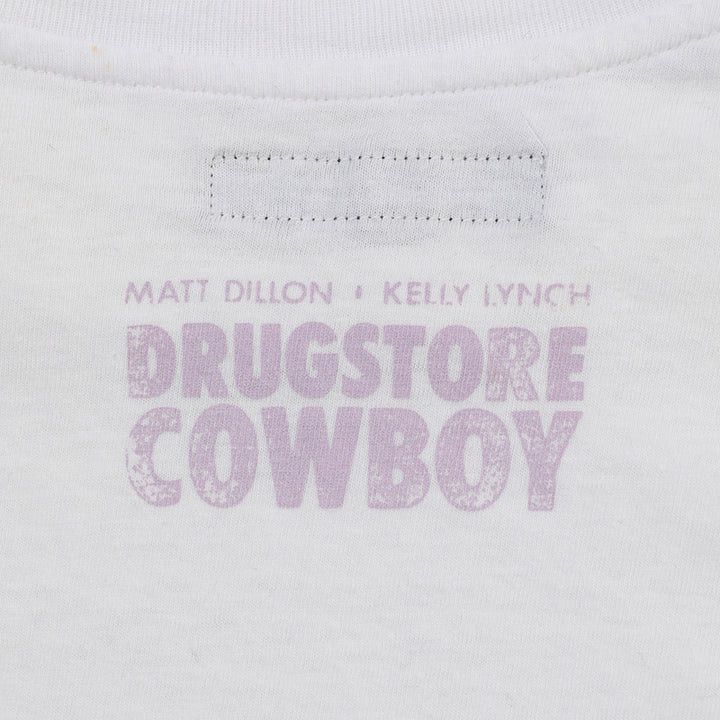 MATT DILLON • KELLY LYNCH
DRUGSTORE
COWBOY